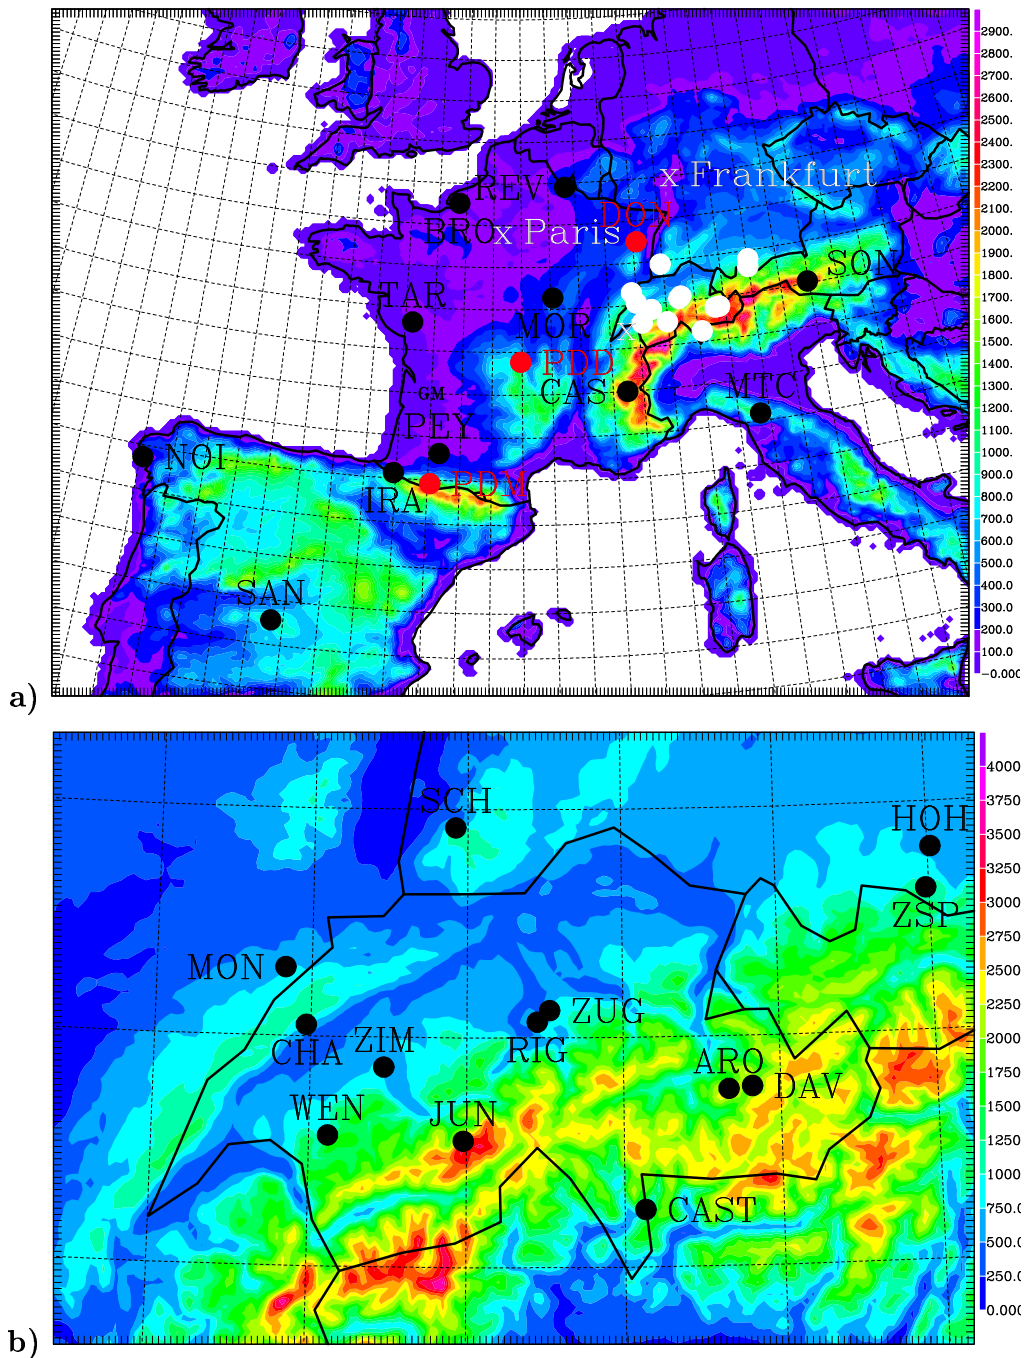 2900.
2800.
2700.
2600.
2500.
2400.
2300.
2200.
2100.
2000.
1900.
1800.
1700.
1600.
1500.
1400.
1300.
1200.
1100.
1000.
900.0
800.0
700.0
600.0
500.0
400.0
300.0
200.0
100.0
-0.000
REV
x Frankfurt
DON
BRO
x Paris
SON
TAR
MOR
x
PDD
CAS
GM
MTC
PEY
NOI
PDM
IRA
SAN
a)
4000
3750
3500
3250
3000
2750
2500
2250
2000
1750
1500
1250
1000
750.0
500.0
250.0
0.000
SCH
HOH
ZSP
MON
ZUG
CHA
ZIM
RIG
ARO
DAV
WEN
JUN
CAST
b)